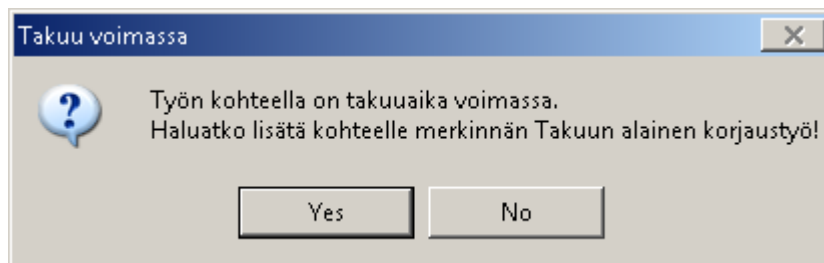 Takuu voimassa
Työn kohteella on takuuaika voimassa.
Haluatko lisätä kohteelle merkinnän Takuun alainen korjaustyö!
Yes
No